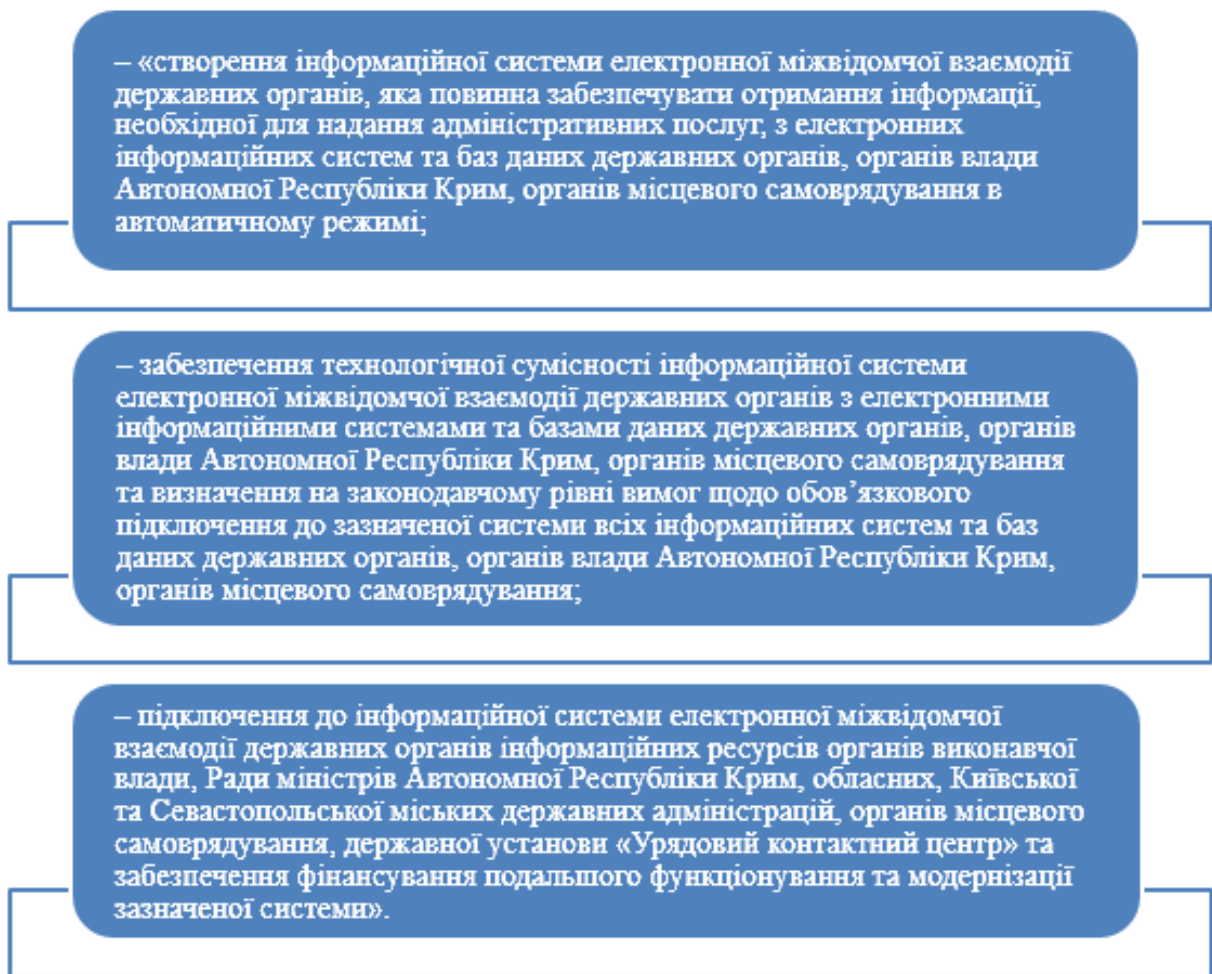 – «створення інформаційної системи електронної міжвідомчої взаємодії
державних органів, яка повинна забезпечувати отримання інформації,
необхідної для надання адміністративних послуг, з електронних
інформаційних систем та баз даних державних органів, органів влади
Автономної Республіки Крим, органів місцевого самоврядування в
автоматичному режимі;
– забезпечення технологічної сумісності інформаційної системи
електронної міжвідомчої взаємодії державних органів з електронними
інформаційними системами та базами даних державних органів, органів
влади Автономної Республіки Крим, органів місцевого самоврядування
та визначення на законодавчому рівні вимог щодо обов’язкового
підключення до зазначеної системи всіх інформаційних систем та баз
даних державних органів, органів влади Автономної Республіки Крим,
органів місцевого самоврядування;
– підключення до інформаційної системи електронної міжвідомчої
взаємодії державних органів інформаційних ресурсів органів виконавчої
влади, Ради міністрів Автономної Республіки Крим, обласних, Київської
та Севастопольської міських державних адміністрацій, органів місцевого
самоврядування, державної установи «Урядовий контактний центр» та
забезпечення фінансування подальшого функціонування та модернізації
зазначеної системи».